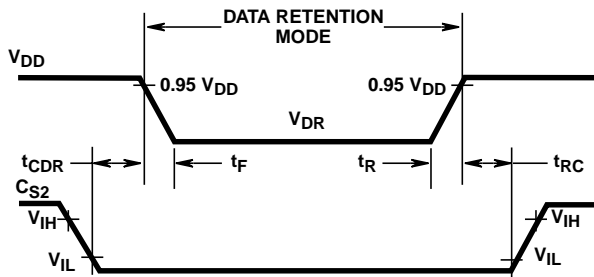 DATA RETENTION
MODE
VDD
0.95 VDD
0.95 VDD
VDR
tCDR
tF
tR
tRC
CS2
VIH
VIH
VIL
VIL